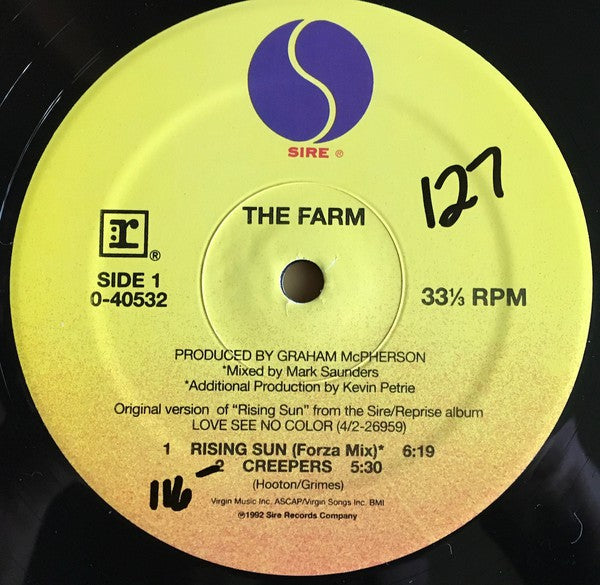 SIRE ®
127
THE FARM
r ®
SIDE 1
0-40532
33⅓ RPM
PRODUCED BY GRAHAM McPHERSON
*Mixed by Mark Saunders
*Additional Production by Kevin Petrie
Original version of "Rising Sun" from the Sire/Reprise album
LOVE SEE NO COLOR (4/2-26959)
1 RISING SUN (Forza Mix)* 6:19
2 CREEPERS 5:30
(Hooton/Grimes)
116 -
Virgin Music Inc. ASCAP/Virgin Songs Inc. BMI
℗1992 Sire Records Company